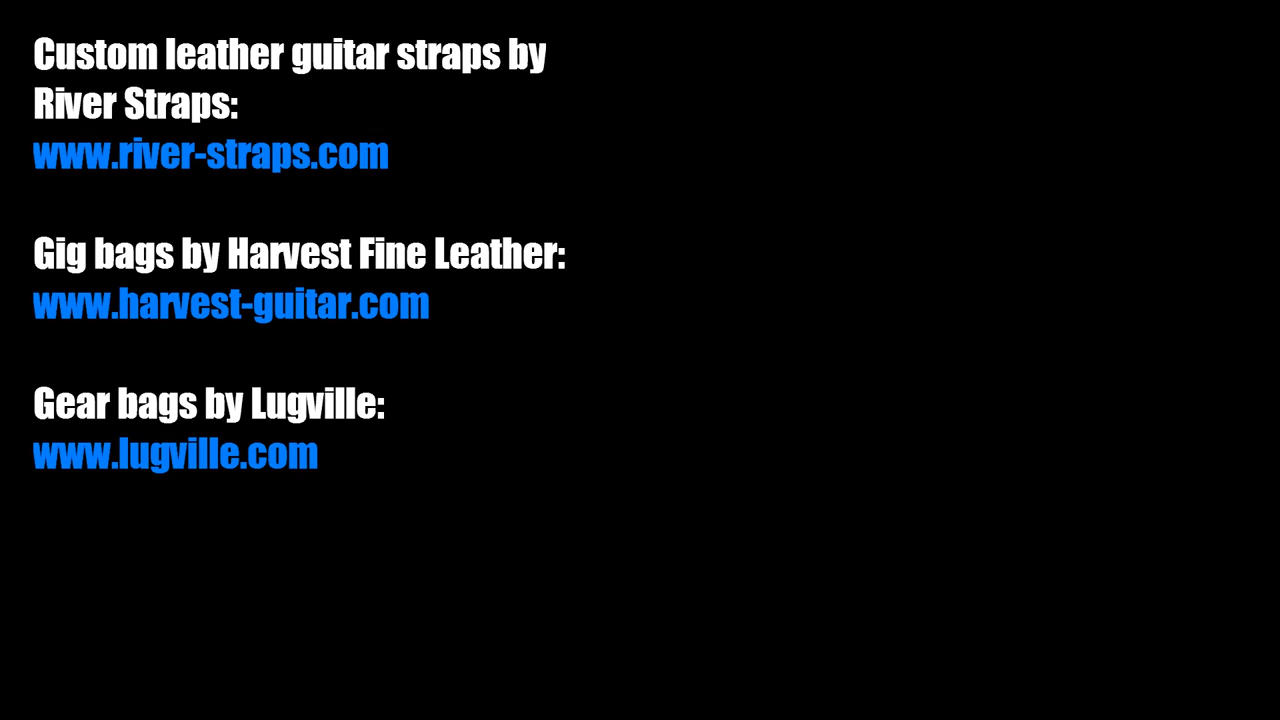 Custom leather guitar straps by
River Straps:
www.river-straps.com
Gig bags by Harvest Fine Leather:
www.harvest-guitar.com
Gear bags by Lugville:
www.lugville.com